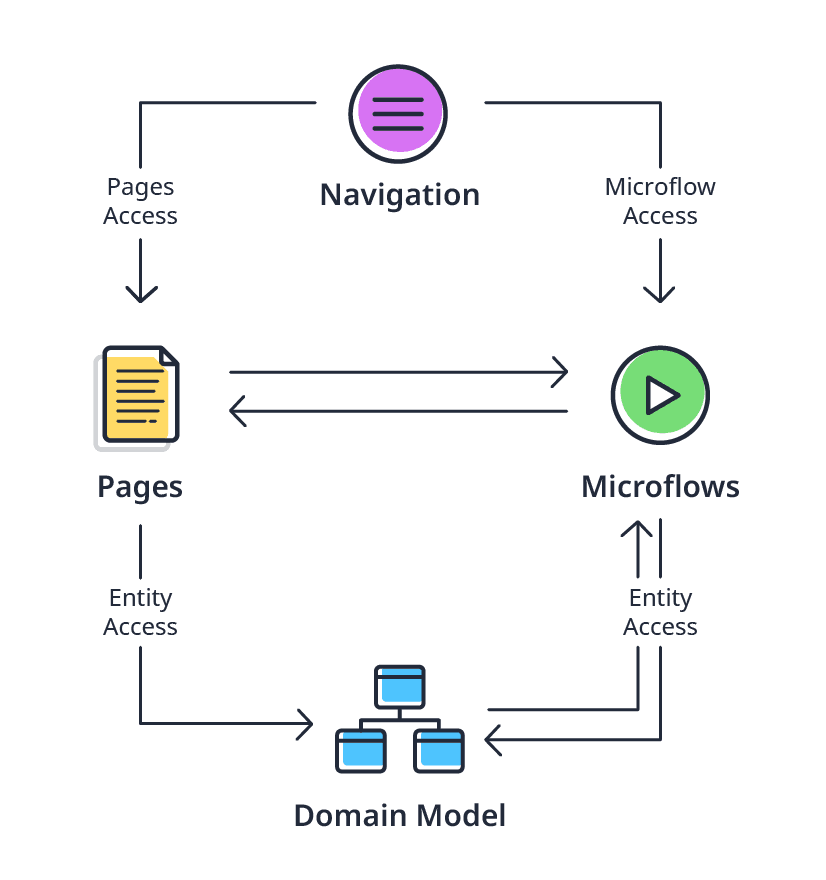 Navigation
Pages
Access
Microflow
Access
Pages
Microflows
Entity
Access
Entity
Access
Domain Model